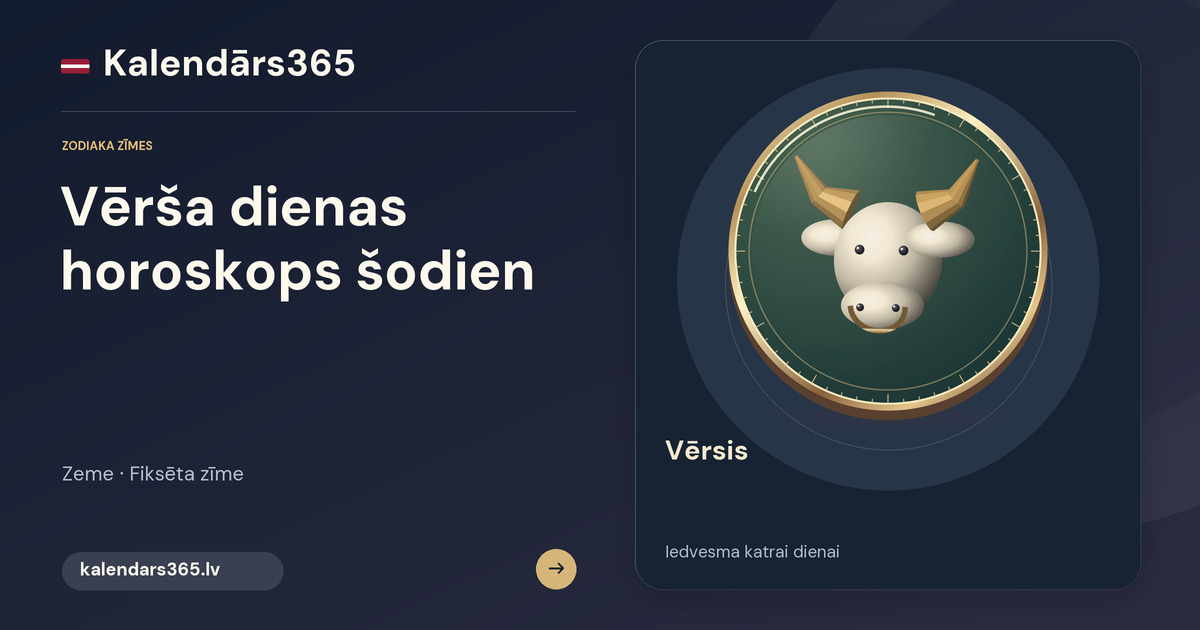 Kalendārs365
ZODIAKA ZĪMES
Vērša dienas
horoskops šodien
Zeme · Fiksēta zīme
kalendars365.lv
Vērsis
Iedvesma katrai dienai